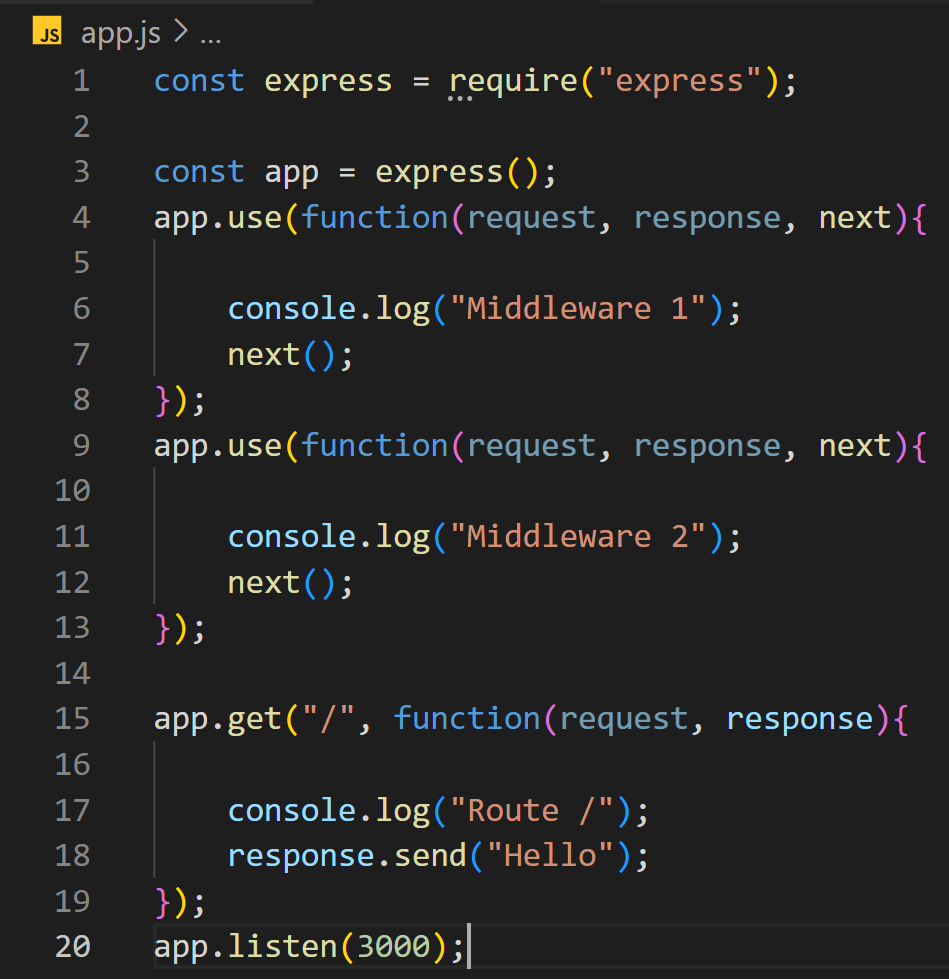 JS app.js > ...
1 const express = require("express");
2
3 const app = express();
4 app.use(function(request, response, next){
5
6     console.log("Middleware 1");
7     next();
8 });
9 app.use(function(request, response, next){
10
11     console.log("Middleware 2");
12     next();
13 });
14
15 app.get("/", function(request, response){
16
17     console.log("Route /");
18     response.send("Hello");
19 });
20 app.listen(3000);